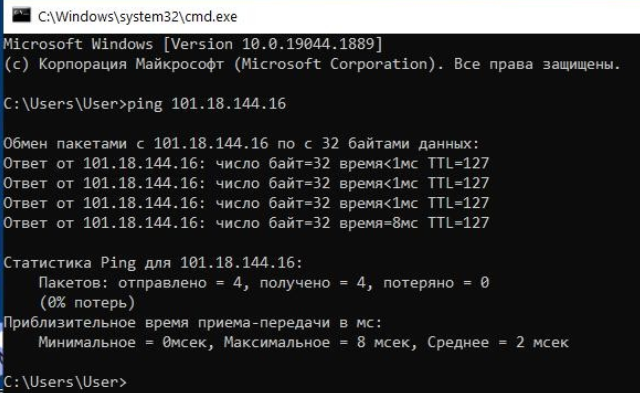 C:\Windows\system32\cmd.exe
Microsoft Windows [Version 10.0.19044.1889]
(c) Корпорация Майкрософт (Microsoft Corporation). Все права защищены.
C:\Users\User>ping 101.18.144.16
Обмен пакетами с 101.18.144.16 по с 32 байтами данных:
Ответ от 101.18.144.16: число байт=32 время<1мс TTL=127
Ответ от 101.18.144.16: число байт=32 время<1мс TTL=127
Ответ от 101.18.144.16: число байт=32 время<1мс TTL=127
Ответ от 101.18.144.16: число байт=32 время=8мс TTL=127
Статистика Ping для 101.18.144.16:
Пакетов: отправлено = 4, получено = 4, потеряно = 0
(0% потерь)
Приблизительное время приема-передачи в мс:
Минимальное = 0мсек, Максимальное = 8 мсек, Среднее = 2 мсек
C:\Users\User>